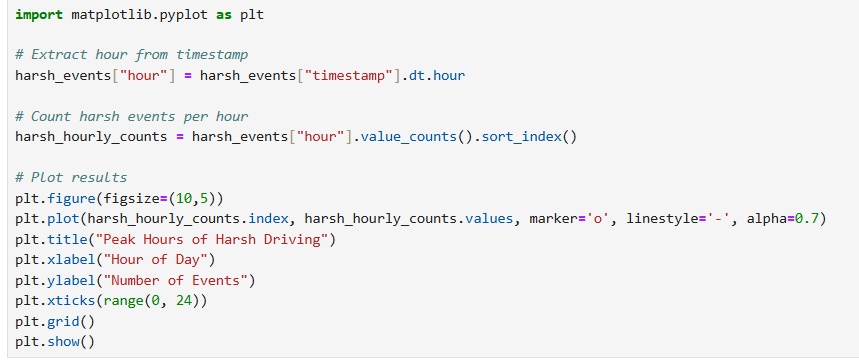 import matplotlib.pyplot as plt
# Extract hour from timestamp
harsh_events["hour"] = harsh_events["timestamp"].dt.hour
# Count harsh events per hour
harsh_hourly_counts = harsh_events["hour"].value_counts().sort_index()
# Plot results
plt.figure(figsize=(10,5))
plt.plot(harsh_hourly_counts.index, harsh_hourly_counts.values, marker='o', linestyle='-', alpha=0.7)
plt.title("Peak Hours of Harsh Driving")
plt.xlabel("Hour of Day")
plt.ylabel("Number of Events")
plt.xticks(range(0, 24))
plt.grid()
plt.show()